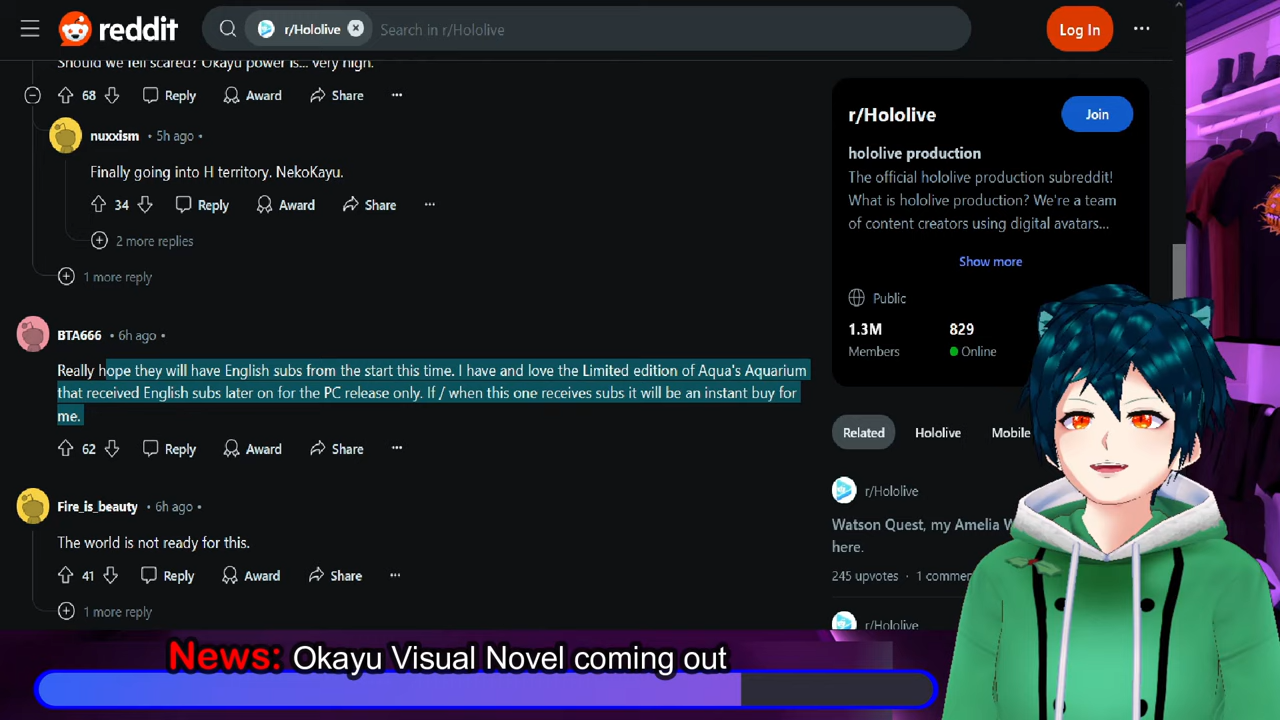 reddit
r/Hololive
Search in r/Hololive
Log In
Should we fell scared? Okayu power is... very high.
68 Reply Award Share
nuxxism • 5h ago •
Finally going into H territory. NekoKayu.
34 Reply Award Share
2 more replies
1 more reply
BTA666 • 6h ago •
Really hope they will have English subs from the start this time. I have and love the Limited edition of Aqua's Aquarium
that received English subs later on for the PC release only. If / when this one receives subs it will be an instant buy for
me.
62 Reply Award Share
Fire_is_beauty • 6h ago •
The world is not ready for this.
41 Reply Award Share
1 more reply
r/Hololive
Join
hololive production
The official hololive production subreddit!
What is hololive production? We're a team
of content creators using digital avatars...
Show more
Public
1.3M 829
Members Online
Related Hololive Mobile
r/Hololive
Watson Quest, my Amelia W
here.
245 upvotes • 1 commen
r/Hololive
News: Okayu Visual Novel coming out